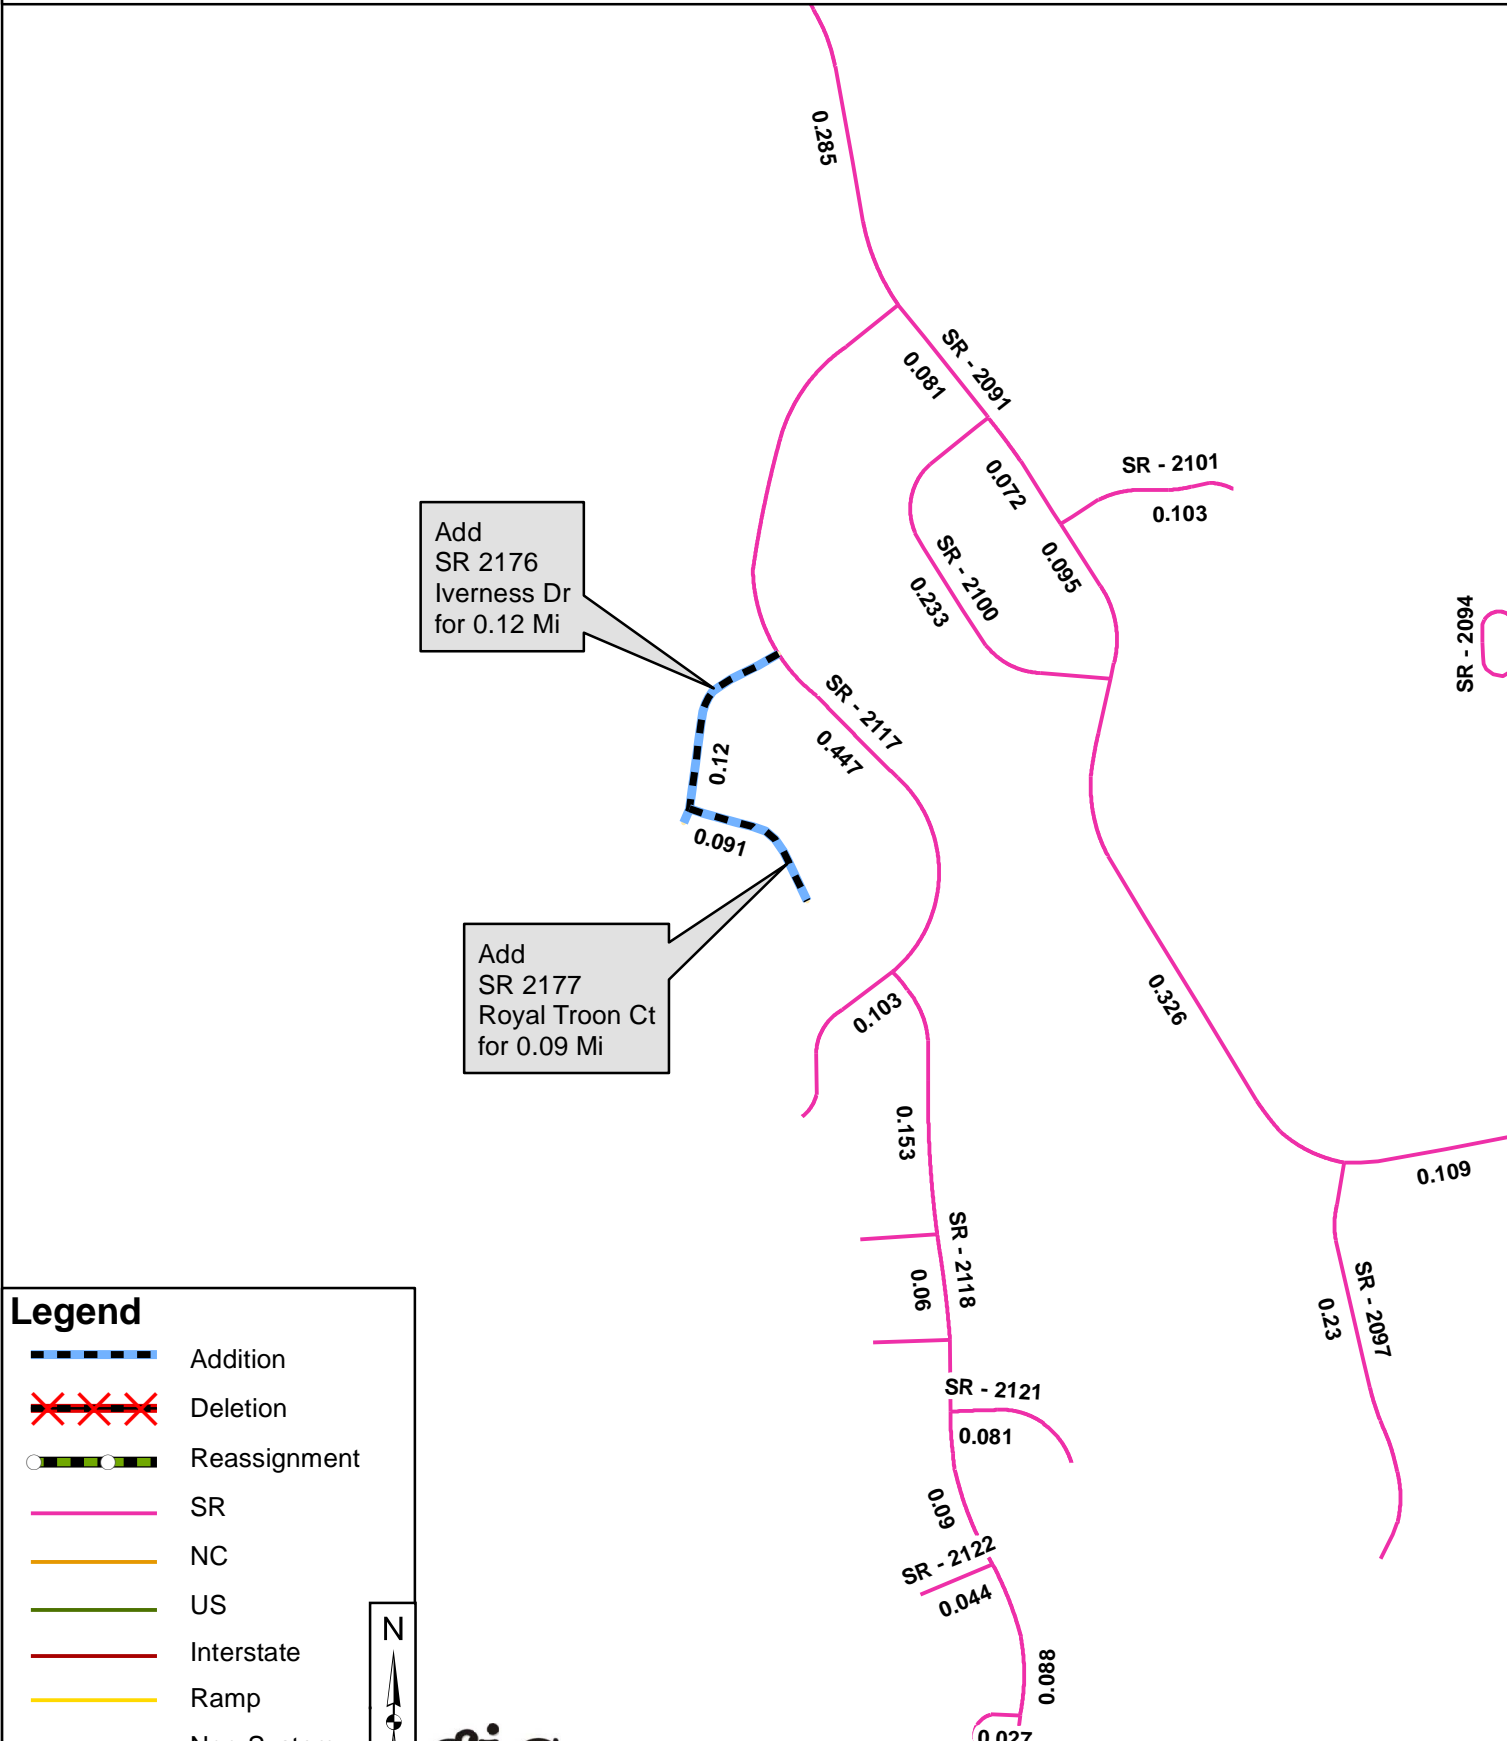 0.285
SR - 2091
0.081
0.072
SR - 2101
0.103
0.095
SR - 2100
0.233
Add
SR 2176
Iverness Dr
for 0.12 Mi
SR - 2094
SR - 2117
0.447
0.12
0.091
Add
SR 2177
Royal Troon Ct
for 0.09 Mi
0.103
0.326
0.153
0.109
SR - 2118
0.06
SR - 2097
0.23
SR - 2121
0.081
0.09
SR - 2122
0.044
0.088
0.027
Legend
Addition
Deletion
Reassignment
SR
NC
US
Interstate
Ramp
N